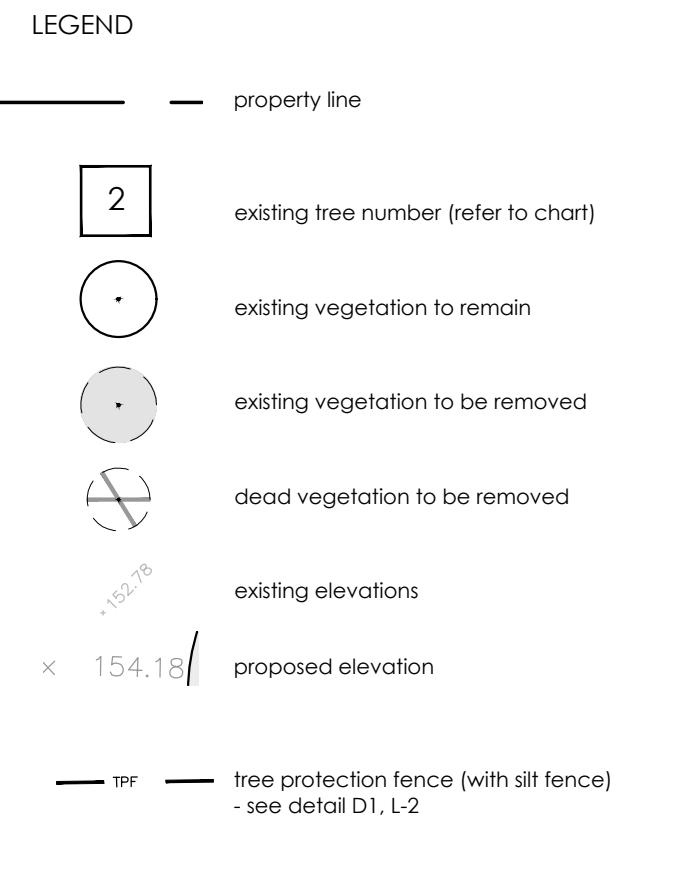 LEGEND
property line
2
existing tree number (refer to chart)
existing vegetation to remain
existing vegetation to be removed
dead vegetation to be removed
× 152.78
existing elevations
× 154.18
proposed elevation
TPF
tree protection fence (with silt fence)
- see detail D1, L-2